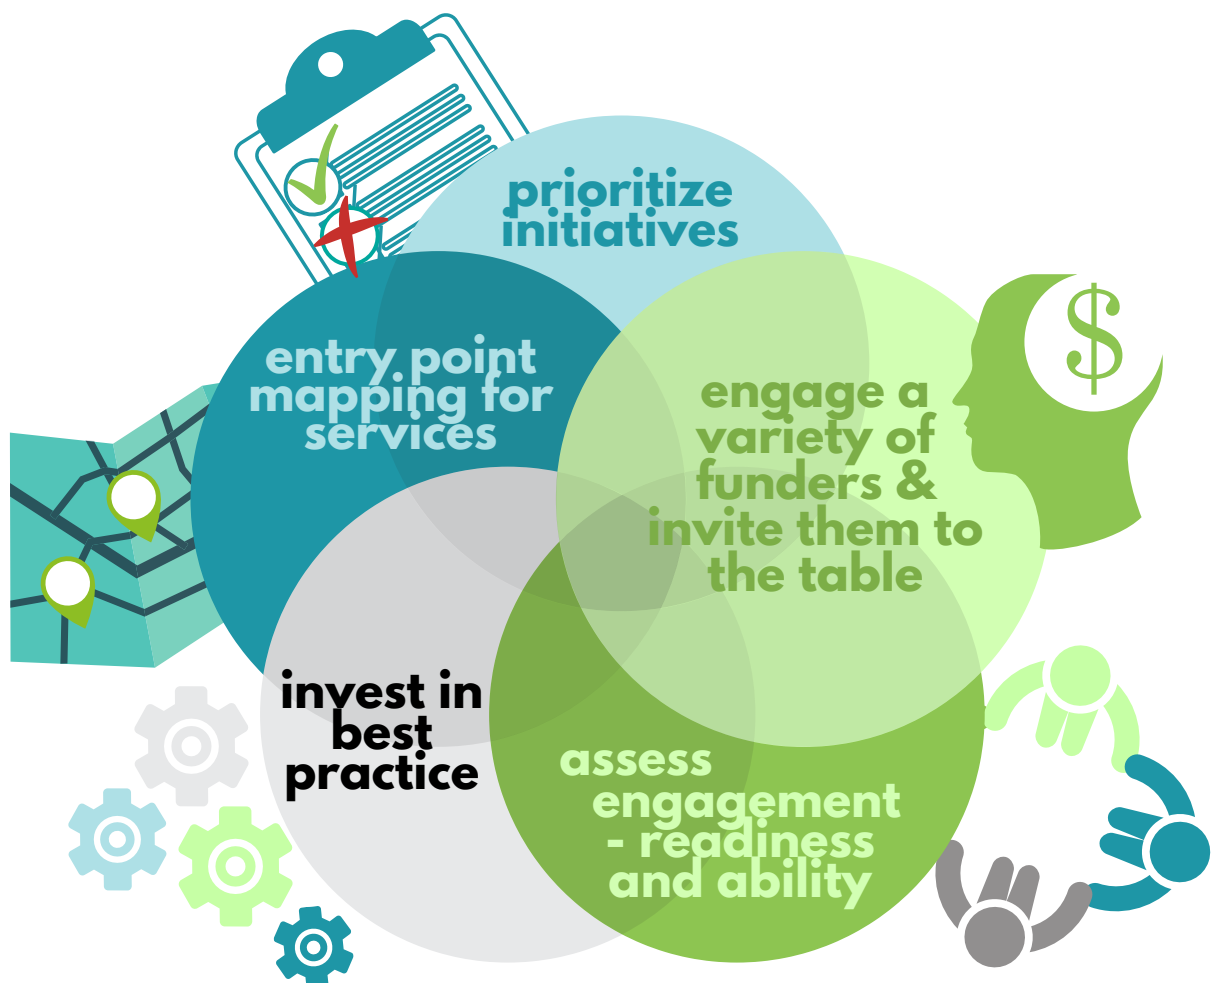 prioritize
initiatives
entry point
mapping for
services
engage a
variety of
funders &
invite them to
the table
invest in
best
practice
assess
engagement
- readiness
and ability
$